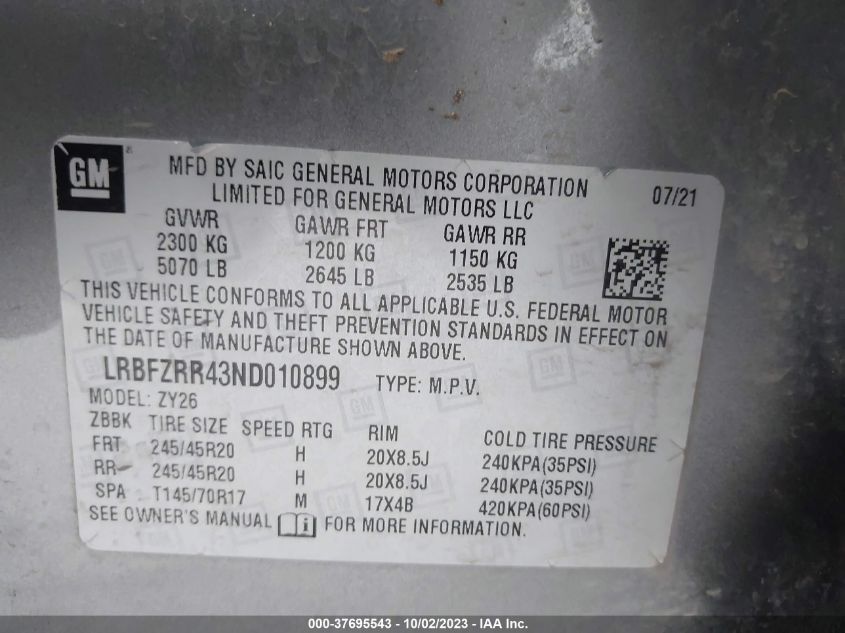 GM
MFD BY SAIC GENERAL MOTORS CORPORATION
LIMITED FOR GENERAL MOTORS LLC
07/21
GVWR GAWR FRT GAWR RR
2300 KG 1200 KG 1150 KG
5070 LB 2645 LB 2535 LB
THIS VEHICLE CONFORMS TO ALL APPLICABLE U.S. FEDERAL MOTOR
VEHICLE SAFETY AND THEFT PREVENTION STANDARDS IN EFFECT ON
THE DATE OF MANUFACTURE SHOWN ABOVE.
LRBFZRR43ND010899 TYPE: M.P.V.
MODEL: ZY26
ZBBK TIRE SIZE SPEED RTG RIM COLD TIRE PRESSURE
FRT 245/45R20 H 20X8.5J 240KPA(35PSI)
RR 245/45R20 H 20X8.5J 240KPA(35PSI)
SPA T145/70R17 M 17X4B 420KPA(60PSI)
SEE OWNER'S MANUAL i FOR MORE INFORMATION.
000-37695543 - 10/02/2023 - IAA Inc.